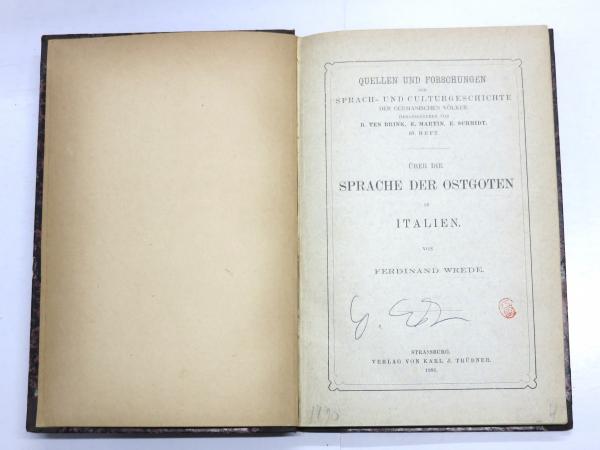 QUELLEN UND FORSCHUNGEN
ZUR
SPRACH- UND CULTURGESCHICHTE
DER GERMANISCHEN VÖLKER.
HERAUSGEGEBEN VON
B. TEN BRINK, E. MARTIN, E. SCHMIDT.
68. HEFT.
ÜBER DIE
SPRACHE DER OSTGOTEN
IN
ITALIEN.
VON
FERDINAND WREDE.
STRASSBURG.
VERLAG VON KARL J. TRÜBNER.
1891.